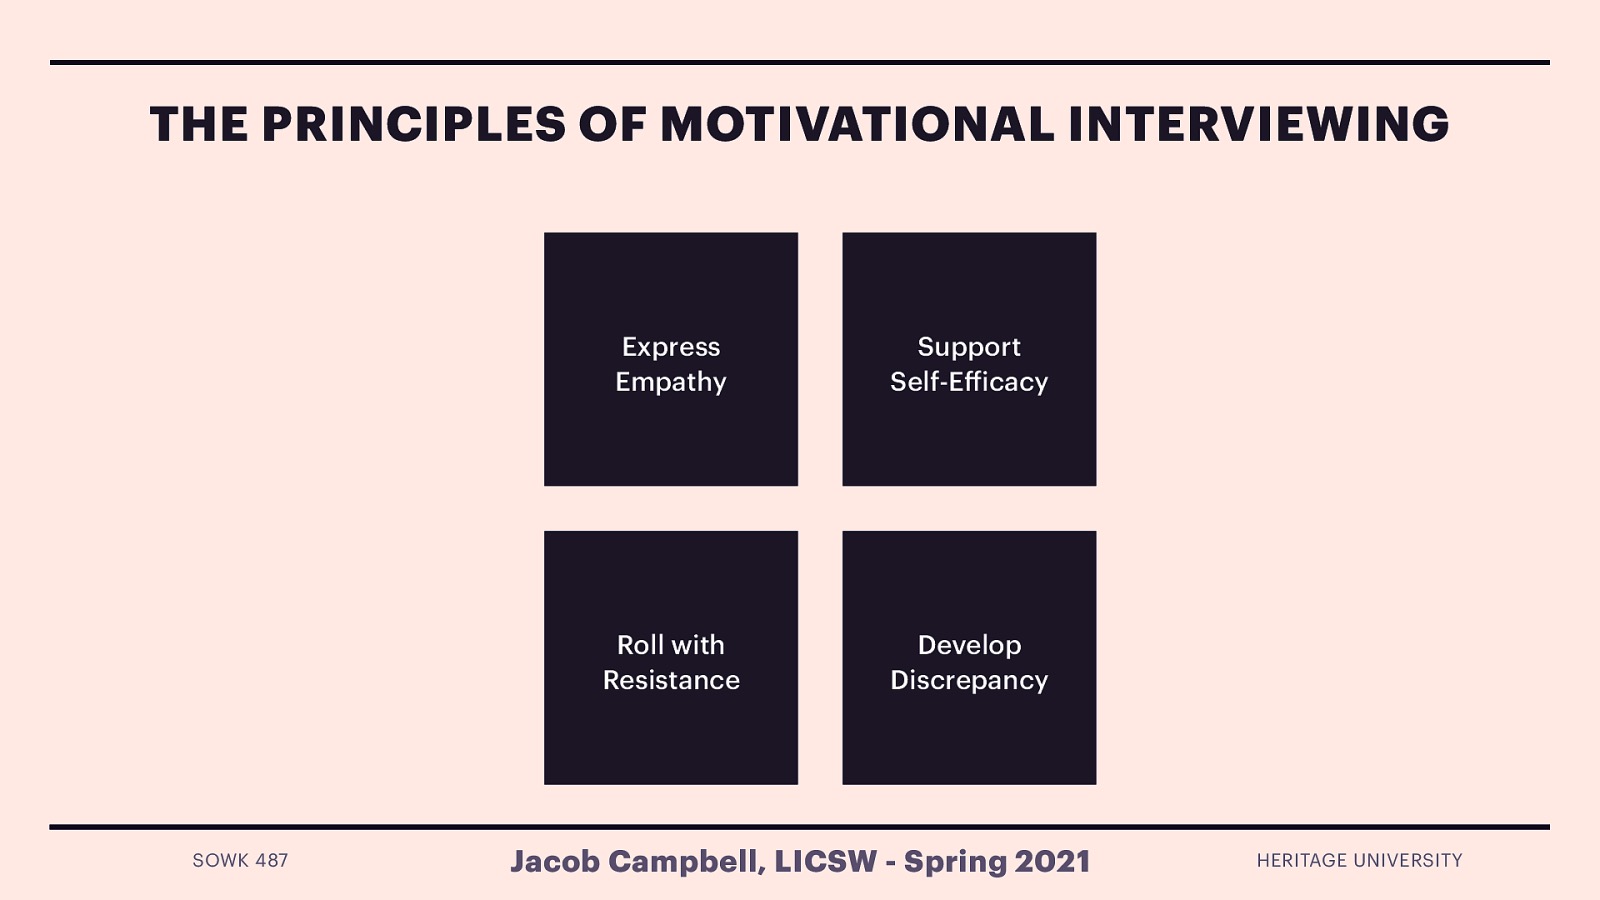 THE PRINCIPLES OF MOTIVATIONAL INTERVIEWING
Express
Empathy
Support
Self-Efficacy
Roll with
Resistance
Develop
Discrepancy
SOWK 487
Jacob Campbell, LICSW - Spring 2021
HERITAGE UNIVERSITY